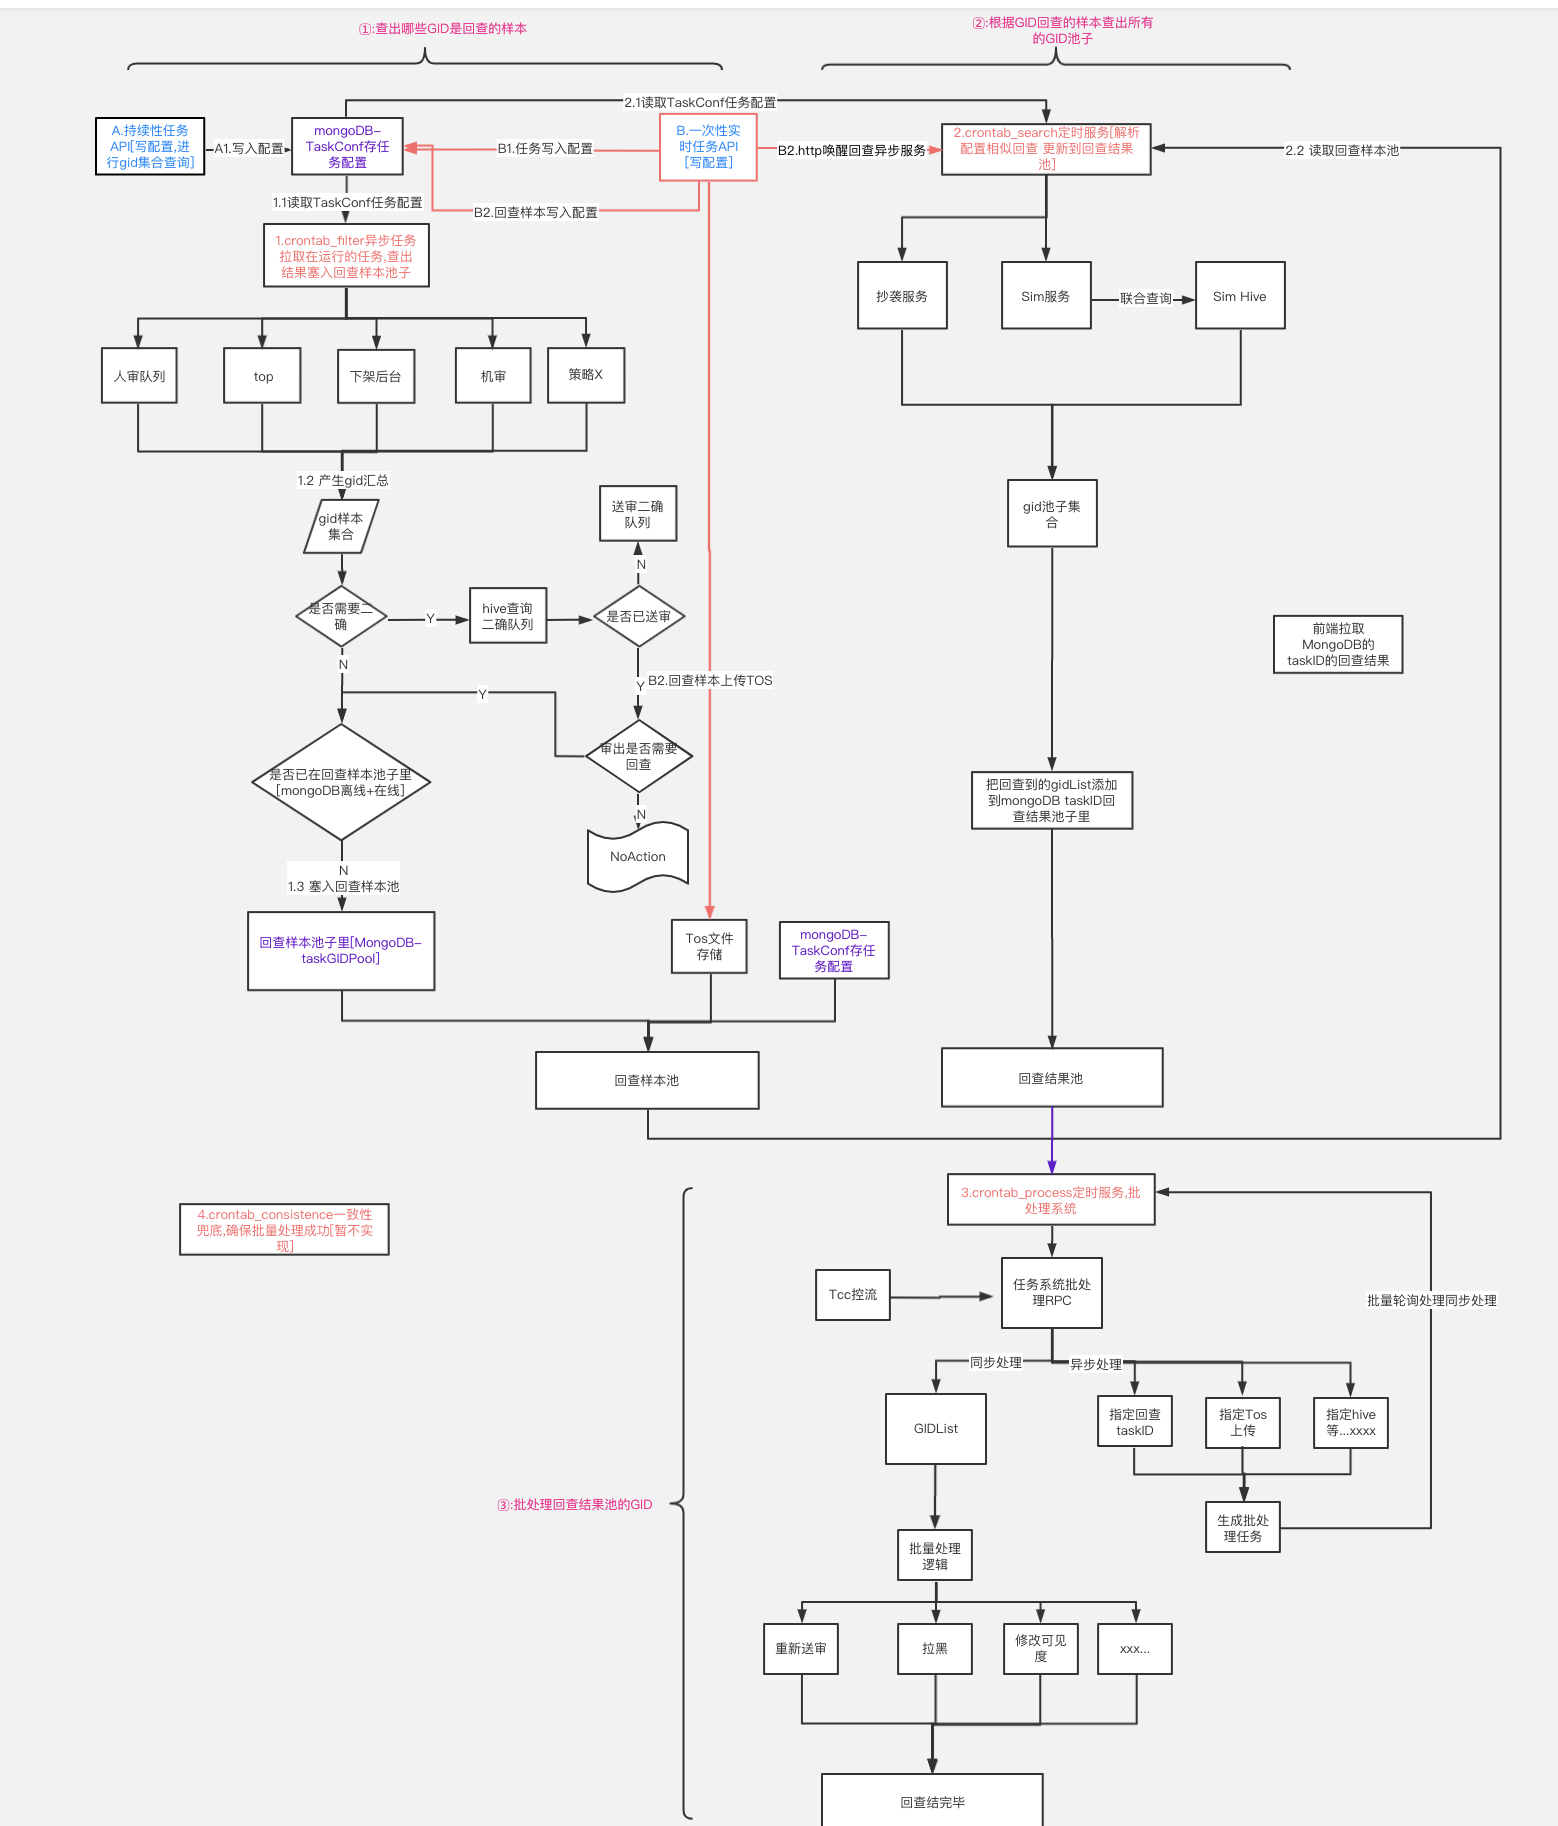 ①:查出哪些GID是回查的样本
②:根据GID回查的样本查出所有
的GID池子
2.1读取TaskConf任务配置
A.持续性任务
API[写配置,进
行gid集合查询]
A1.写入配置
mongoDB-
TaskConf存任
务配置
B1.任务写入配置
B.一次性实
时任务API
[写配置]
B2.http唤醒回查异步服务
2.crontab_search定时服务[解析
配置相似回查 更新到回查结果
池]
2.2 读取回查样本池
1.1读取TaskConf任务配置
B2.回查样本写入配置
1.crontab_filter异步任务
拉取在运行的任务,查出
结果塞入回查样本池子
抄袭服务
Sim服务
联合查询
Sim Hive
人审队列
top
下架后台
机审
策略X
1.2 产生gid汇总
gid样本
集合
送审二确
队列
gid池子集
合
N
是否需要二
确
Y
hive查询
二确队列
是否已送审
前端拉取
MongoDB的
taskID的回查结果
N
Y
B2.回查样本上传TOS
Y
审出是否需要
回查
是否已在回查样本池子里
[mongoDB离线+在线]
把回查到的gidList添加
到mongoDB taskID回
查结果池子里
N
NoAction
N
1.3 塞入回查样本池
回查样本池子里[MongoDB-
taskGIDPool]
Tos文件
存储
mongoDB-
TaskConf存任
务配置
回查样本池
回查结果池
3.crontab_process定时服务,批
处理系统
4.crontab_consistence一致性
兜底,确保批量处理成功[暂不实
现]
Tcc控流
任务系统批处
理RPC
批量轮询处理同步处理
同步处理
异步处理
GIDList
指定回查
taskID
指定Tos
上传
指定hive
等...xxxx
③:批处理回查结果池的GID
生成批处
理任务
批量处理
逻辑
重新送审
拉黑
修改可见
度
xxx...
回查结完毕